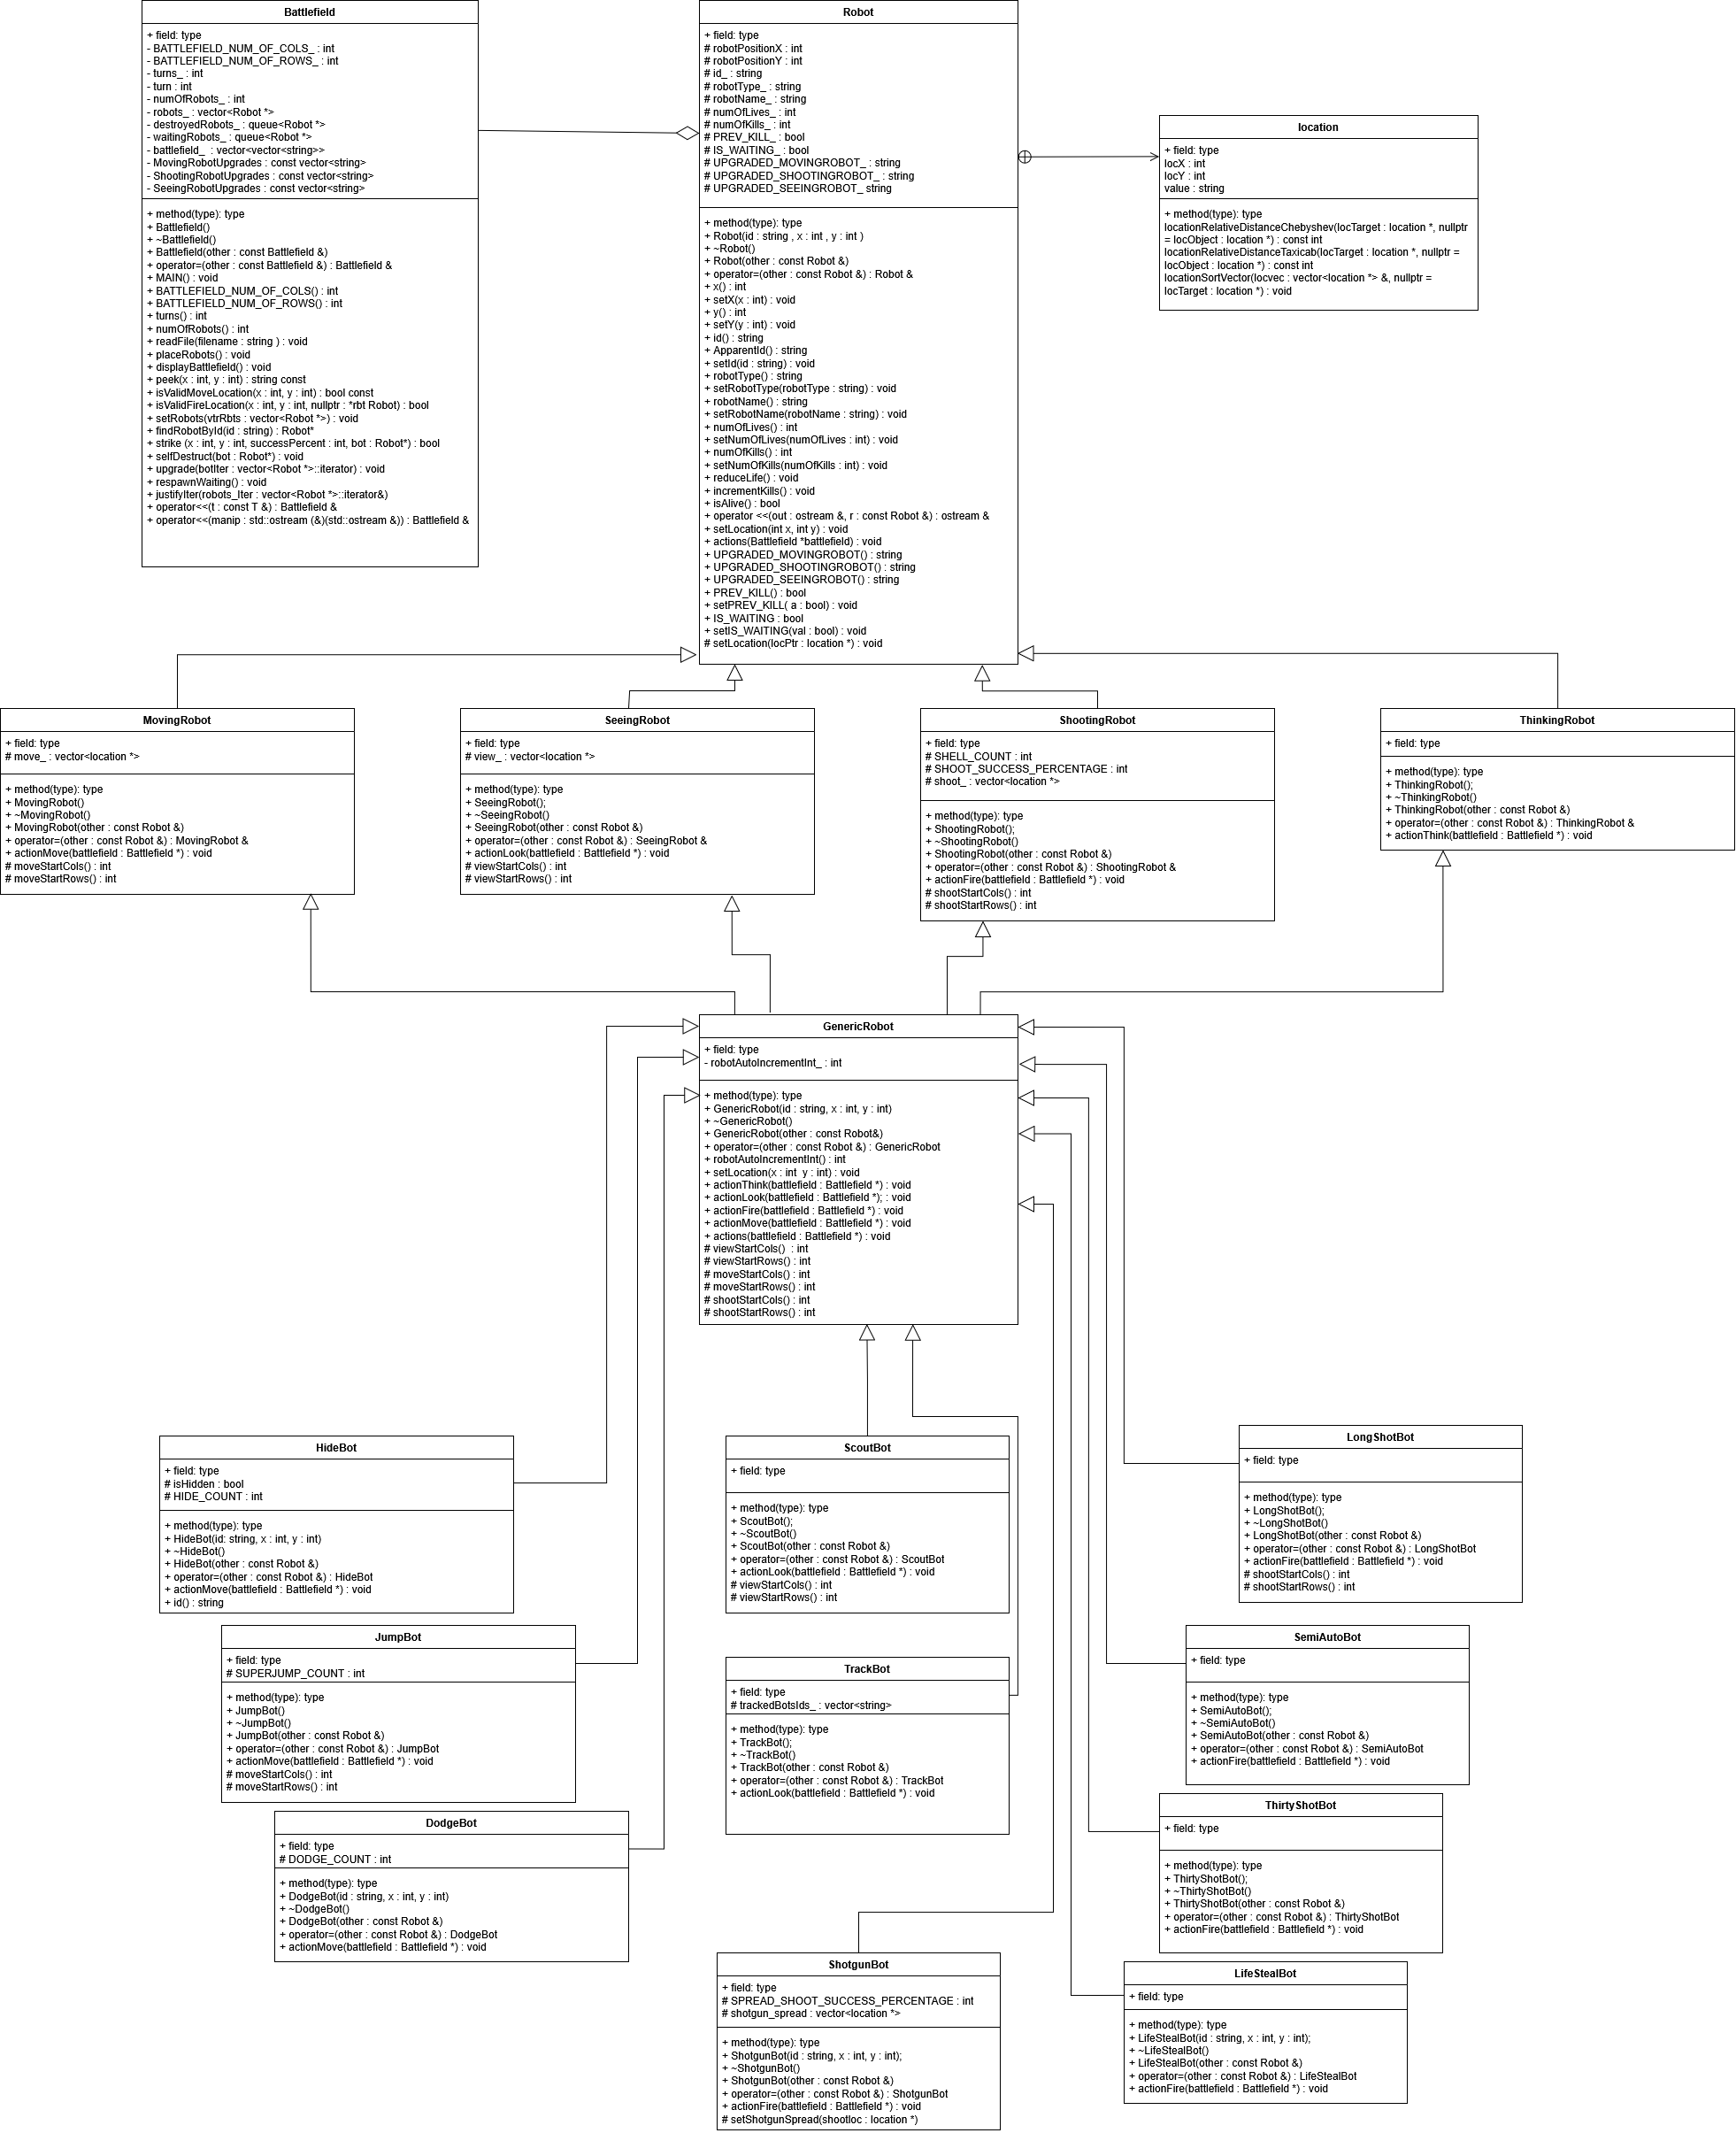 Battlefield
+ field: type
- BATTLEFIELD_NUM_OF_COLS_ : int
- BATTLEFIELD_NUM_OF_ROWS_ : int
- turns_ : int
- turn : int
- numOfRobots_ : int
- robots_ : vector<Robot *>
- destroyedRobots_ : queue<Robot *>
- waitingRobots_ : queue<Robot *>
- battlefield_ : vector<vector<string>>
- MovingRobotUpgrades : const vector<string>
- ShootingRobotUpgrades : const vector<string>
- SeeingRobotUpgrades : const vector<string>
+ method(type): type
+ Battlefield()
+ ~Battlefield()
+ Battlefield(other : const Battlefield &)
+ operator=(other : const Battlefield &) : Battlefield &
+ MAIN() : void
+ BATTLEFIELD_NUM_OF_COLS() : int
+ BATTLEFIELD_NUM_OF_ROWS() : int
+ turns() : int
+ numOfRobots() : int
+ readFile(filename : string ) : void
+ placeRobots() : void
+ displayBattlefield() : void
+ peek(x : int, y : int) : string const
+ isValidMoveLocation(x : int, y : int) : bool const
+ isValidFireLocation(x : int, y : int, nullptr : *rbt Robot) : bool
+ setRobots(vtrRbts : vector<Robot *>) : void
+ findRobotById(id : string) : Robot*
+ strike (x : int, y : int, successPercent : int, bot : Robot*) : bool
+ selfDestruct(bot : Robot*) : void
+ upgrade(botIter : vector<Robot *>::iterator) : void
+ respawnWaiting() : void
+ justifyIter(robots_Iter : vector<Robot *>::iterator&)
+ operator<<(t : const T &) : Battlefield &
+ operator<<(manip : std::ostream (&)(std::ostream &)) : Battlefield &
Robot
+ field: type
# robotPositionX : int
# robotPositionY : int
# id_ : string
# robotType_ : string
# robotName_ : string
# numOfLives_ : int
# numOfKills_ : int
# PREV_KILL_ : bool
# IS_WAITING_ : bool
# UPGRADED_MOVINGROBOT_ : string
# UPGRADED_SHOOTINGROBOT_ : string
# UPGRADED_SEEINGROBOT_ string
+ method(type): type
+ Robot(id : string , x : int , y : int )
+ ~Robot()
+ Robot(other : const Robot &)
+ operator=(other : const Robot &) : Robot &
+ x() : int
+ setX(x : int) : void
+ y() : int
+ setY(y : int) : void
+ id() : string
+ ApparentId() : string
+ setId(id : string) : void
+ robotType() : string
+ setRobotType(robotType : string) : void
+ robotName() : string
+ setRobotName(robotName : string) : void
+ numOfLives() : int
+ setNumOfLives(numOfLives : int) : void
+ numOfKills() : int
+ setNumOfKills(numOfKills : int) : void
+ reduceLife() : void
+ incrementKills() : void
+ isAlive() : bool
+ operator <<(out : ostream &, r : const Robot &) : ostream &
+ setLocation(int x, int y) : void
+ actions(Battlefield *battlefield) : void
+ UPGRADED_MOVINGROBOT() : string
+ UPGRADED_SHOOTINGROBOT() : string
+ UPGRADED_SEEINGROBOT() : string
+ PREV_KILL() : bool
+ setPREV_KILL( a : bool) : void
+ IS_WAITING : bool
+ setIS_WAITING(val : bool) : void
# setLocation(locPtr : location *) : void
location
+ field: type
locX : int
locY : int
value : string
+ method(type): type
locationRelativeDistanceChebyshev(locTarget : location *, nullptr
= locObject : location *) : const int
locationRelativeDistanceTaxicab(locTarget : location *, nullptr =
locObject : location *) : const int
locationSortVector(locvec : vector<location *> &, nullptr =
locTarget : location *) : void
MovingRobot
+ field: type
# move_ : vector<location *>
+ method(type): type
+ MovingRobot()
+ ~MovingRobot()
+ MovingRobot(other : const Robot &)
+ operator=(other : const Robot &) : MovingRobot &
+ actionMove(battlefield : Battlefield *) : void
# moveStartCols() : int
# moveStartRows() : int
SeeingRobot
+ field: type
# view_ : vector<location *>
+ method(type): type
+ SeeingRobot();
+ ~SeeingRobot()
+ SeeingRobot(other : const Robot &)
+ operator=(other : const Robot &) : SeeingRobot &
+ actionLook(battlefield : Battlefield *) : void
# viewStartCols() : int
# viewStartRows() : int
ShootingRobot
+ field: type
# SHELL_COUNT : int
# SHOOT_SUCCESS_PERCENTAGE : int
# shoot_ : vector<location *>
+ method(type): type
+ ShootingRobot();
+ ~ShootingRobot()
+ ShootingRobot(other : const Robot &)
+ operator=(other : const Robot &) : ShootingRobot &
+ actionFire(battlefield : Battlefield *) : void
# shootStartCols() : int
# shootStartRows() : int
ThinkingRobot
+ field: type
+ method(type): type
+ ThinkingRobot();
+ ~ThinkingRobot()
+ ThinkingRobot(other : const Robot &)
+ operator=(other : const Robot &) : ThinkingRobot &
+ actionThink(battlefield : Battlefield *) : void
GenericRobot
+ field: type
- robotAutoIncrementInt_ : int
+ method(type): type
+ GenericRobot(id : string, x : int, y : int)
+ ~GenericRobot()
+ GenericRobot(other : const Robot&)
+ operator=(other : const Robot &) : GenericRobot
+ robotAutoIncrementInt() : int
+ setLocation(x : int y : int) : void
+ actionThink(battlefield : Battlefield *) : void
+ actionLook(battlefield : Battlefield *); : void
+ actionFire(battlefield : Battlefield *) : void
+ actionMove(battlefield : Battlefield *) : void
+ actions(battlefield : Battlefield *) : void
# viewStartCols() : int
# viewStartRows() : int
# moveStartCols() : int
# moveStartRows() : int
# shootStartCols() : int
# shootStartRows() : int
HideBot
+ field: type
# isHidden : bool
# HIDE_COUNT : int
+ method(type): type
+ HideBot(id: string, x : int, y : int)
+ ~HideBot()
+ HideBot(other : const Robot &)
+ operator=(other : const Robot &) : HideBot
+ actionMove(battlefield : Battlefield *) : void
+ id() : string
ScoutBot
+ field: type
+ method(type): type
+ ScoutBot();
+ ~ScoutBot()
+ ScoutBot(other : const Robot &)
+ operator=(other : const Robot &) : ScoutBot
+ actionLook(battlefield : Battlefield *) : void
# viewStartCols() : int
# viewStartRows() : int
LongShotBot
+ field: type
+ method(type): type
+ LongShotBot();
+ ~LongShotBot()
+ LongShotBot(other : const Robot &)
+ operator=(other : const Robot &) : LongShotBot
+ actionFire(battlefield : Battlefield *) : void
# shootStartCols() : int
# shootStartRows() : int
JumpBot
+ field: type
# SUPERJUMP_COUNT : int
+ method(type): type
+ JumpBot()
+ ~JumpBot()
+ JumpBot(other : const Robot &)
+ operator=(other : const Robot &) : JumpBot
+ actionMove(battlefield : Battlefield *) : void
# moveStartCols() : int
# moveStartRows() : int
TrackBot
+ field: type
# trackedBotsIds_ : vector<string>
+ method(type): type
+ TrackBot();
+ ~TrackBot()
+ TrackBot(other : const Robot &)
+ operator=(other : const Robot &) : TrackBot
+ actionLook(battlefield : Battlefield *) : void
SemiAutoBot
+ field: type
+ method(type): type
+ SemiAutoBot();
+ ~SemiAutoBot()
+ SemiAutoBot(other : const Robot &)
+ operator=(other : const Robot &) : SemiAutoBot
+ actionFire(battlefield : Battlefield *) : void
DodgeBot
+ field: type
# DODGE_COUNT : int
+ method(type): type
+ DodgeBot(id : string, x : int, y : int)
+ ~DodgeBot()
+ DodgeBot(other : const Robot &)
+ operator=(other : const Robot &) : DodgeBot
+ actionMove(battlefield : Battlefield *) : void
ThirtyShotBot
+ field: type
+ method(type): type
+ ThirtyShotBot();
+ ~ThirtyShotBot()
+ ThirtyShotBot(other : const Robot &)
+ operator=(other : const Robot &) : ThirtyShotBot
+ actionFire(battlefield : Battlefield *) : void
ShotgunBot
+ field: type
# SPREAD_SHOOT_SUCCESS_PERCENTAGE : int
# shotgun_spread : vector<location *>
+ method(type): type
+ ShotgunBot(id : string, x : int, y : int);
+ ~ShotgunBot()
+ ShotgunBot(other : const Robot &)
+ operator=(other : const Robot &) : ShotgunBot
+ actionFire(battlefield : Battlefield *) : void
# setShotgunSpread(shootloc : location *)
LifeStealBot
+ field: type
+ method(type): type
+ LifeStealBot(id : string, x : int, y : int);
+ ~LifeStealBot()
+ LifeStealBot(other : const Robot &)
+ operator=(other : const Robot &) : LifeStealBot
+ actionFire(battlefield : Battlefield *) : void